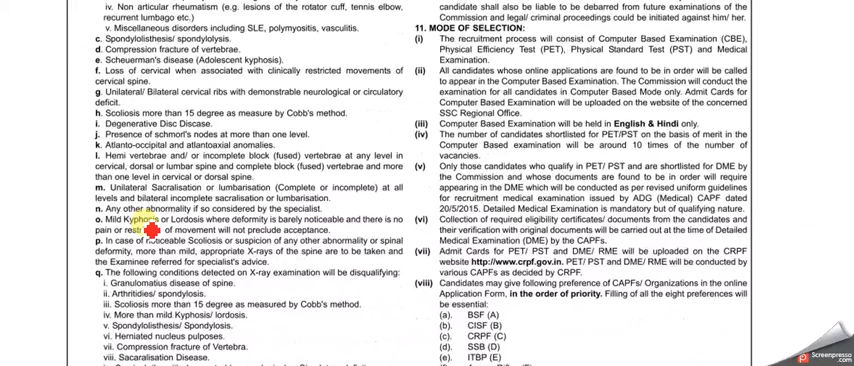 iv. Non articular rheumatism (e.g. lesions of the rotator cuff, tennis elbow,
recurrent lumbago etc.)
v. Miscellaneous disorders including SLE, polymyositis, vasculitis.
c. Spondylolisthesis/ spondylolysis.
d. Compression fracture of vertebrae.
e. Scheuerman's disease (Adolescent kyphosis).
f. Loss of cervical when associated with clinically restricted movements of
cervical spine.
g. Unilateral/ Bilateral cervical ribs with demonstrable neurological or circulatory
deficit.
h. Scoliosis more than 15 degree as measure by Cobb's method.
i. Degenerative Disc Disease.
j. Presence of schmorl's nodes at more than one level.
k. Atlanto-occipital and atlantoaxial anomalies.
l. Hemi vertebrae and/ or incomplete block (fused) vertebrae at any level in
cervical, dorsal or lumbar spine and complete block (fused) vertebrae and
more than one level in cervical or dorsal spine.
m. Unilateral Sacralisation or lumbarisation (Complete or incomplete) at all
levels and bilateral incomplete sacralisation or lumbarisation.
n. Any other abnormality if so considered by the specialist.
o. Mild Kyphosis or Lordosis where deformity is barely noticeable and there is no
pain or of movement will not preclude acceptance.
p. In case of noticeable Scoliosis or suspicion of any other abnormality or spinal
deformity, more than mild, appropriate X-rays of the spine are to be taken and
the Examinee referred for specialist's advice.
q. The following conditions detected on X-ray examination will be disqualifying:
i. Granulomatius disease of spine.
ii. Arthritidies/ spondylosis.
iii. Scoliosis more than 15 degree as measured by Cobb's method.
iv. More than mild Kyphosis/ lordosis.
v. Spondylolisthesis/ Spondylosis.
vi. Herniated nucleus pulposes.
vii. Compression fracture of Vertebra.
viii. Sacaralisation Disease.
candidate shall also be liable to be debarred from future examinations of the
Commission and legal/ criminal proceedings could be initiated against him/ her.
11. MODE OF SELECTION:
(i) The recruitment process will consist of Computer Based Examination (CBE),
Physical Efficiency Test (PET), Physical Standard Test (PST) and Medical
Examination.
(ii) All candidates whose online applications are found to be in order will be called
to appear in the Computer Based Examination. The Commission will conduct the
examination for all candidates in Computer Based Mode only. Admit Cards for
Computer Based Examination will be uploaded on the website of the concerned
SSC Regional Office.
(iii) Computer Based Examination will be held in English & Hindi only.
(iv) The number of candidates shortlisted for PET/PST on the basis of merit in the
Computer Based examination will be around 10 times of the number of
vacancies.
(v) Only those candidates who qualify in PET/ PST and are shortlisted for DME by
the Commission and whose documents are found to be in order will require
appearing in the DME which will be conducted as per revised uniform guidelines
for recruitment medical examination issued by ADG (Medical) CAPF dated
20/5/2015. Detailed Medical Examination is mandatory but of qualifying nature.
(vi) Collection of required eligibility certificates/ documents from the candidates and
their verification with original documents will be carried out at the time of Detailed
Medical Examination (DME) by the CAPFs.
(vii) Admit Cards for PET/ PST and DME/ RME will be uploaded on the CRPF
website http://www.crpf.gov.in. PET/ PST and DME/ RME will be conducted by
various CAPFs as decided by CRPF.
(viii) Candidates may give following preference of CAPFs/ Organizations in the online
Application Form, in the order of priority. Filling of all the eight preferences will
be essential:
(a). BSF (A)
(b). CISF (B)
(c). CRPF (C)
(d). SSB (D)
(e). ITBP (E)
Screenpresso.com